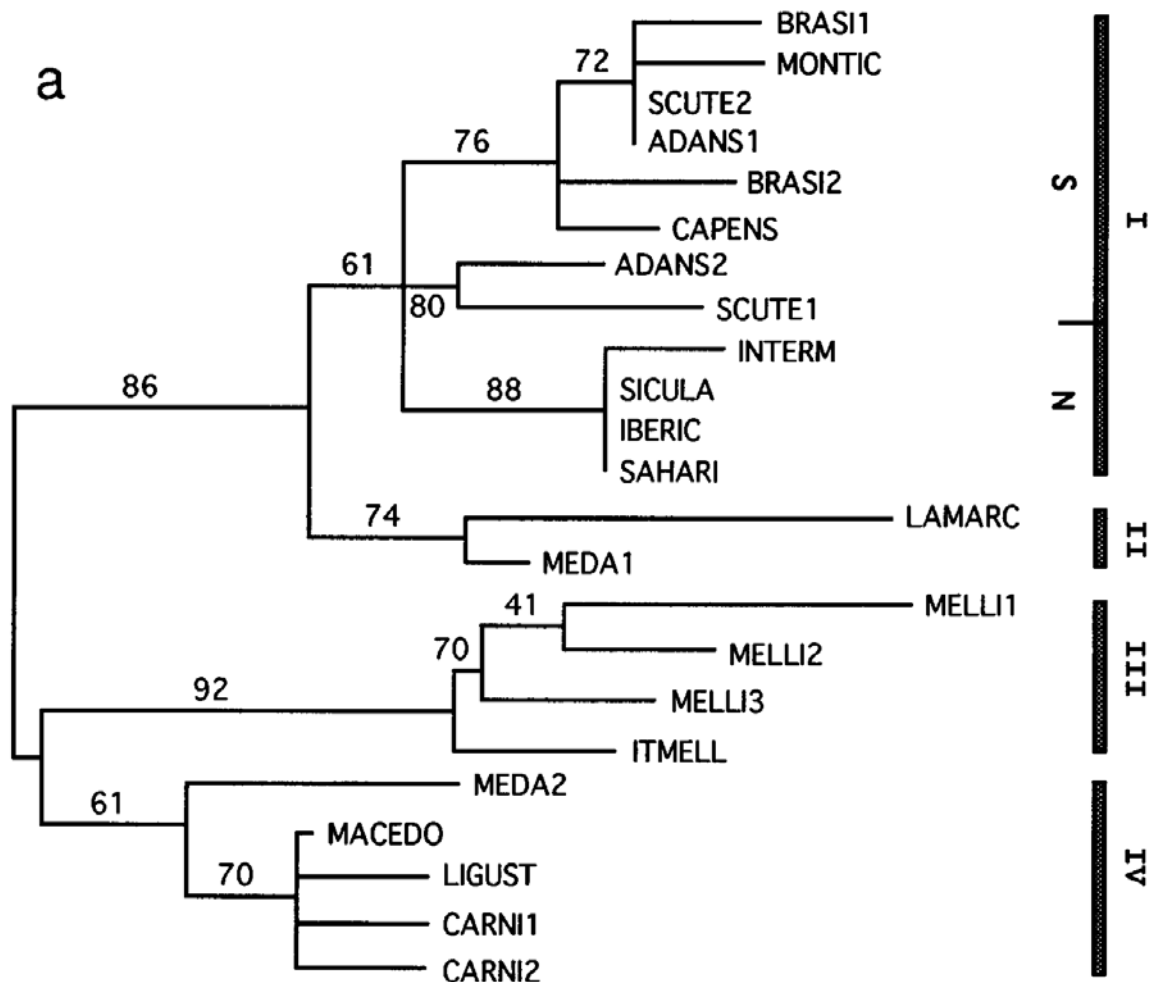 a
BRASI1
72
MONTIC
SCUTE2
ADANS1
76
BRASI2
S
I
CAPENS
61
ADANS2
80
SCUTE1
INTERM
86
88
SICULA
N
IBERIC
SAHARI
74
LAMARC
II
MEDA1
41
MELLI1
70
MELLI2
III
92
MELLI3
ITMELL
61
MEDA2
MACEDO
70
LIGUST
IV
CARNI1
CARNI2